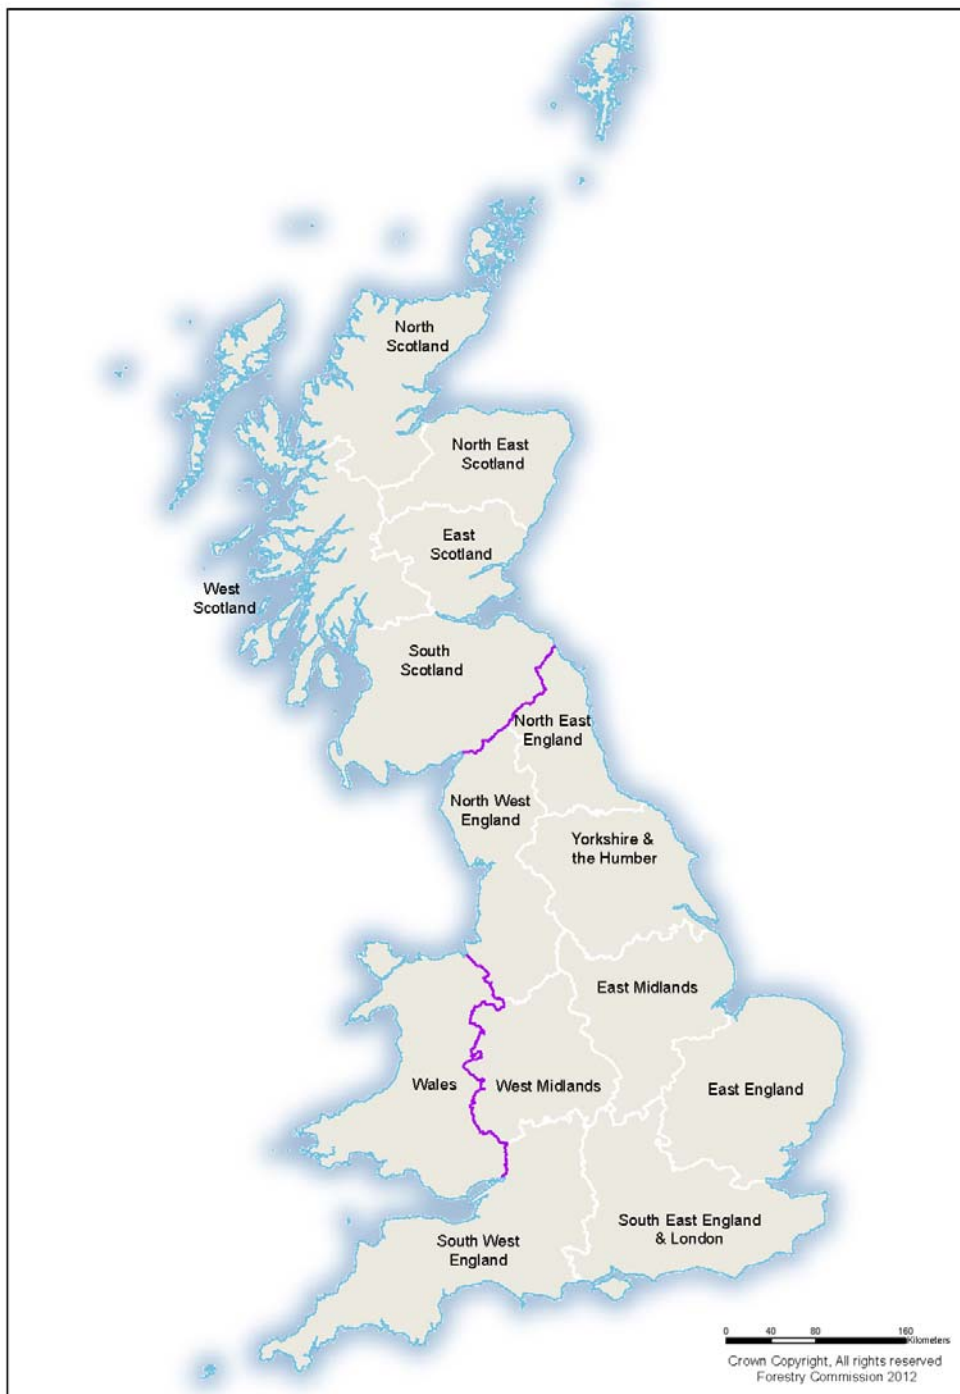 North
Scotland
North East
Scotland
East
Scotland
West
Scotland
South
Scotland
North East
England
North West
England
Yorkshire &
the Humber
East Midlands
Wales
West Midlands
East England
South West
England
South East England
& London
0 40 80 160
Kilometers
Crown Copyright, All rights reserved
Forestry Commission 2012